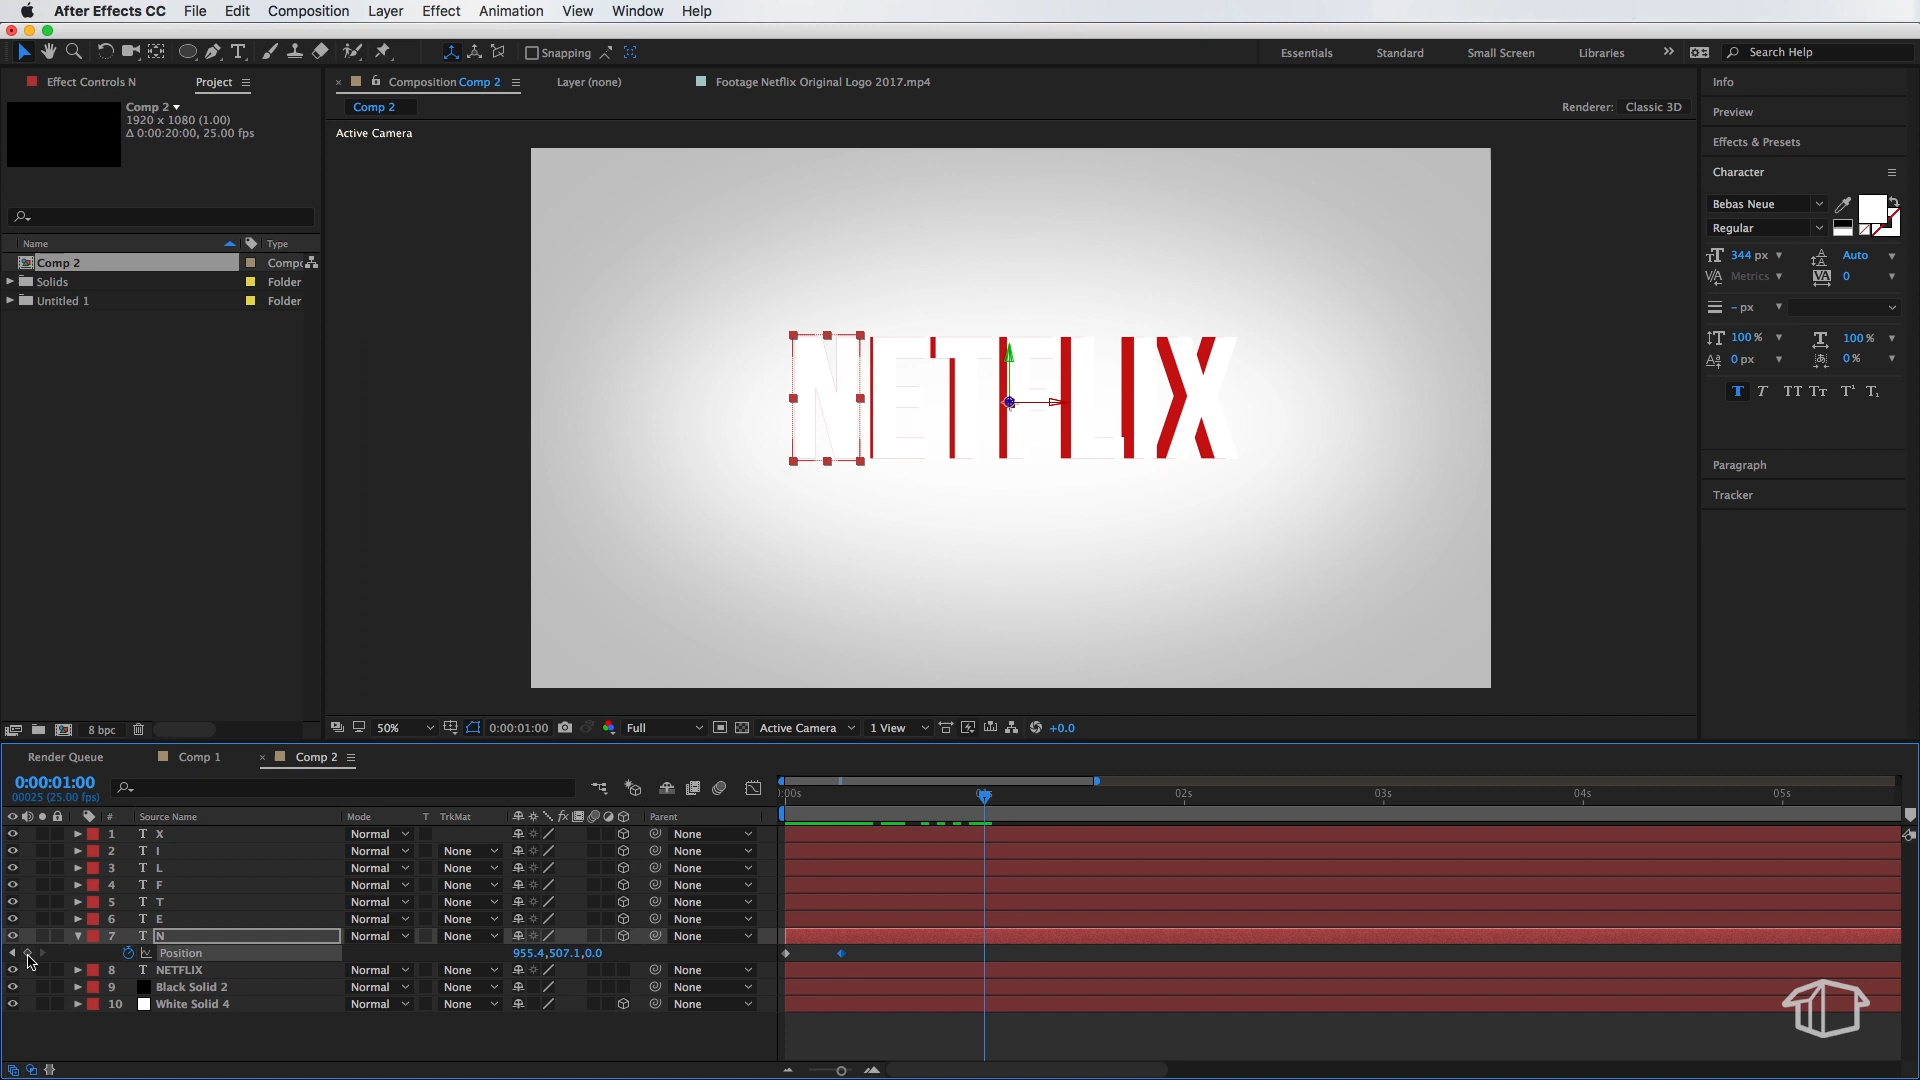 After Effects CC File Edit Composition Layer Effect Animation View Window Help
Snapping Essentials Standard Small Screen Libraries Search Help
Effect Controls N Project
Composition Comp 2 Layer (none) Footage Netflix Original Logo 2017.mp4
Info
Comp 2
1920 x 1080 (1.00)
Δ 0:00:20:00, 25.00 fps
Comp 2 Renderer: Classic 3D
Active Camera
Preview
Effects & Presets
Character
Bebas Neue
Regular
344 px Auto
Metrics 0
- px
100 % 100 %
0 px 0 %
T T TT Tr T¹ T₁
Paragraph
Tracker
Name Type
Comp 2 Compo
Solids Folder
Untitled 1 Folder
NETFLIX
8 bpc
50% 0:00:01:00 Full Active Camera 1 View +0.0
Render Queue Comp 1 Comp 2
0:00:01:00
00025 (25.00 fps)
:00s 02s 03s 04s 05s
# Source Name Mode T TrkMat Parent
1 T X Normal None
2 T I Normal None None
3 T L Normal None None
4 T F Normal None None
5 T T Normal None None
6 T E Normal None None
7 T N Normal None None
Position 955.4,507.1,0.0
8 T NETFLIX Normal None None
9 Black Solid 2 Normal None None
10 White Solid 4 Normal None None